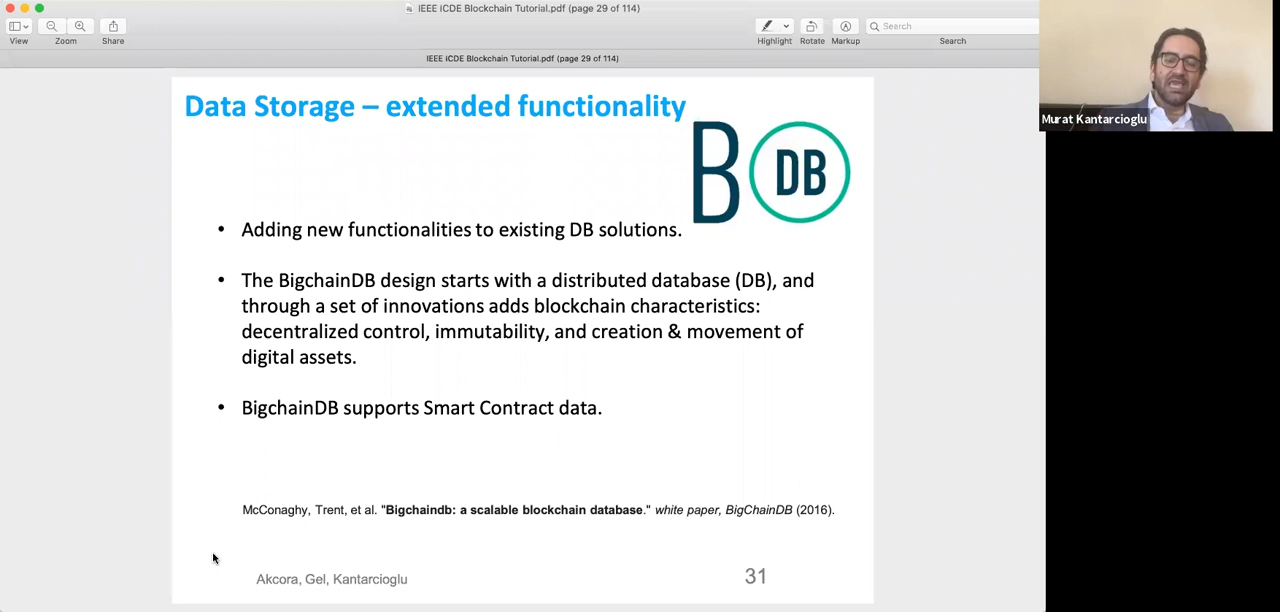 IEEE ICDE Blockchain Tutorial.pdf (page 29 of 114)
View
Zoom
Share
Highlight
Rotate
Markup
Search
Search
IEEE ICDE Blockchain Tutorial.pdf (page 29 of 114)
Data Storage – extended functionality
B DB
• Adding new functionalities to existing DB solutions.
• The BigchainDB design starts with a distributed database (DB), and
through a set of innovations adds blockchain characteristics:
decentralized control, immutability, and creation & movement of
digital assets.
• BigchainDB supports Smart Contract data.
McConaghy, Trent, et al. "Bigchaindb: a scalable blockchain database." white paper, BigChainDB (2016).
Akcora, Gel, Kantarcioglu
31
Murat Kantarcioglu